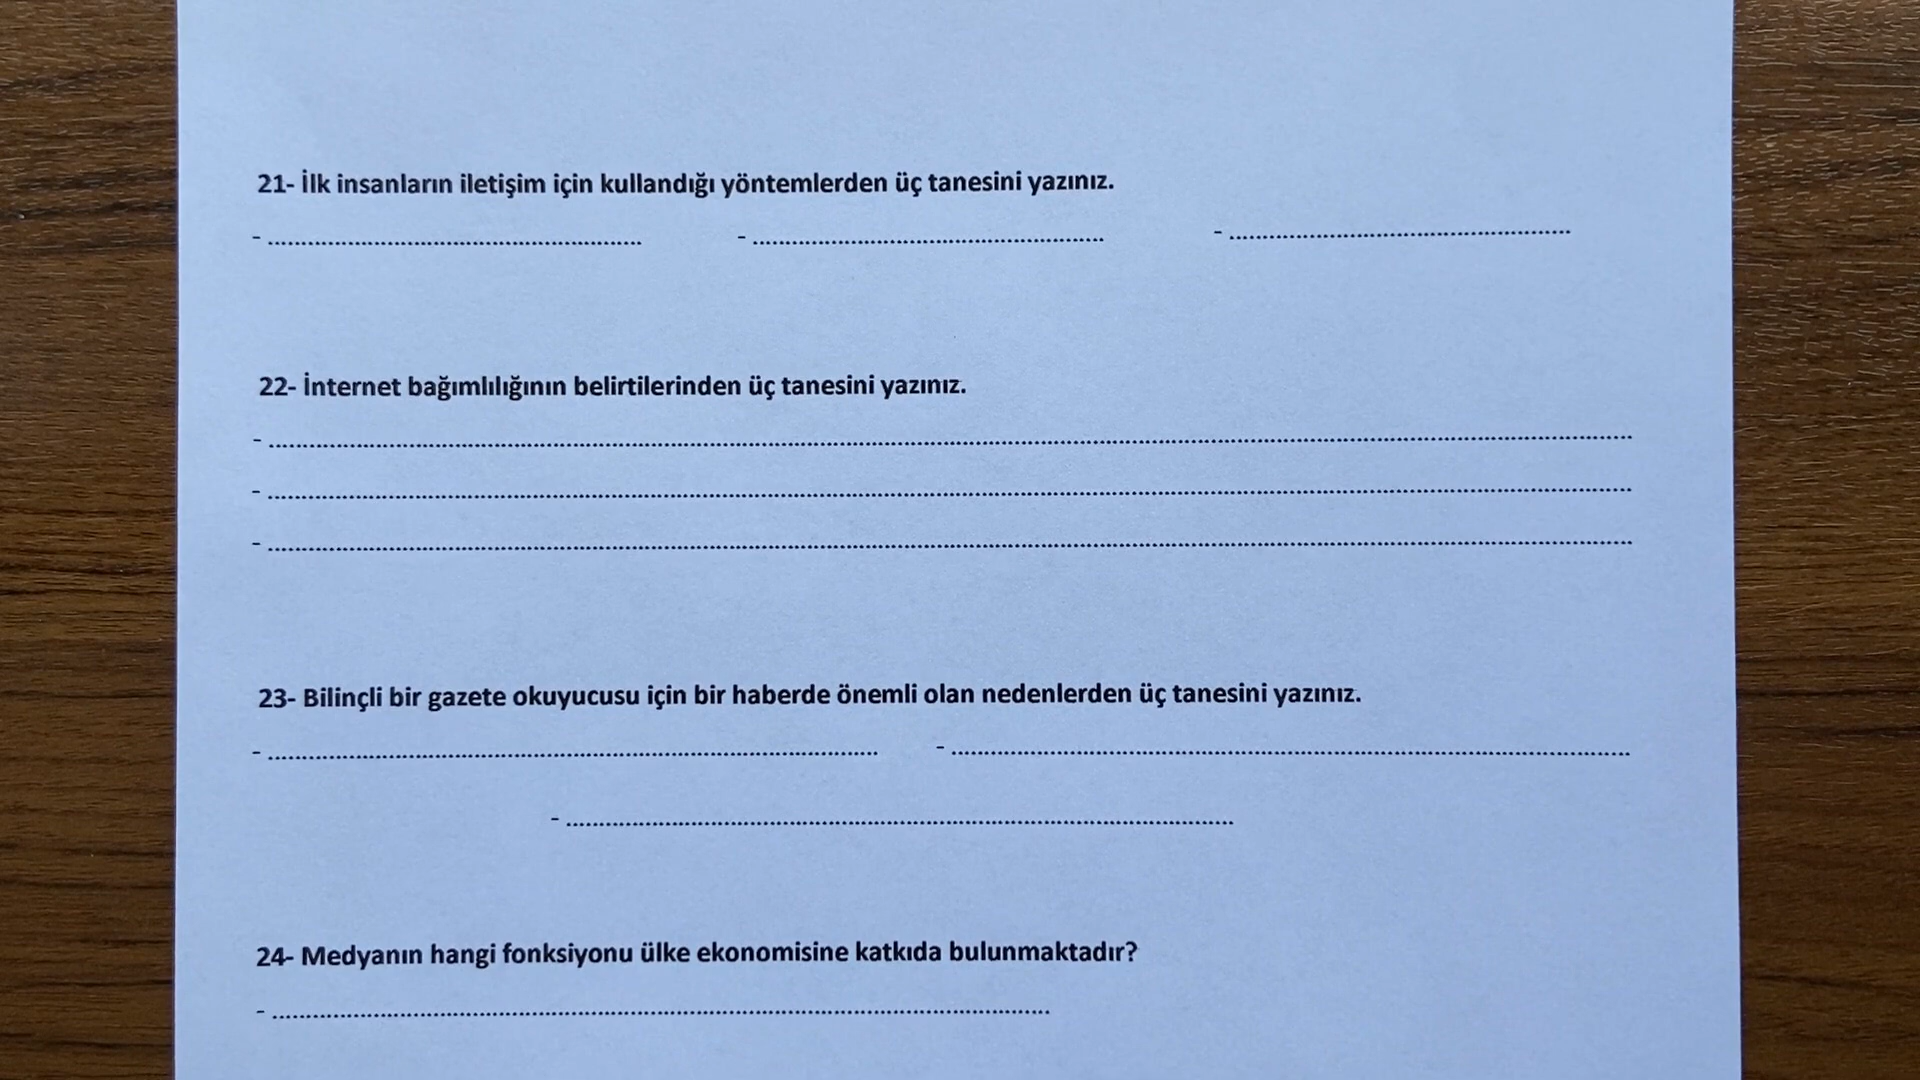 21- İlk insanların iletişim için kullandığı yöntemlerden üç tanesini yazınız.
- ........................................ - ........................................ - ........................................
22- İnternet bağımlılığının belirtilerinden üç tanesini yazınız.
- ........................................
- ........................................
- ........................................
23- Bilinçli bir gazete okuyucusu için bir haberde önemli olan nedenlerden üç tanesini yazınız.
- ........................................ - ........................................
- ........................................
24- Medyanın hangi fonksiyonu ülke ekonomisine katkıda bulunmaktadır?
- ........................................